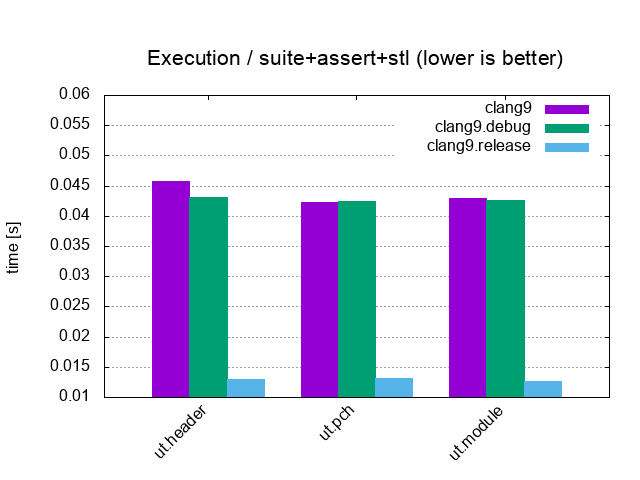 Execution / suite+assert+stl (lower is better)
0.06
0.055
0.05
0.045
0.04
0.035
0.03
0.025
0.02
0.015
0.01
time [s]
clang9
clang9.debug
clang9.release
ut.header
ut.pch
ut.module